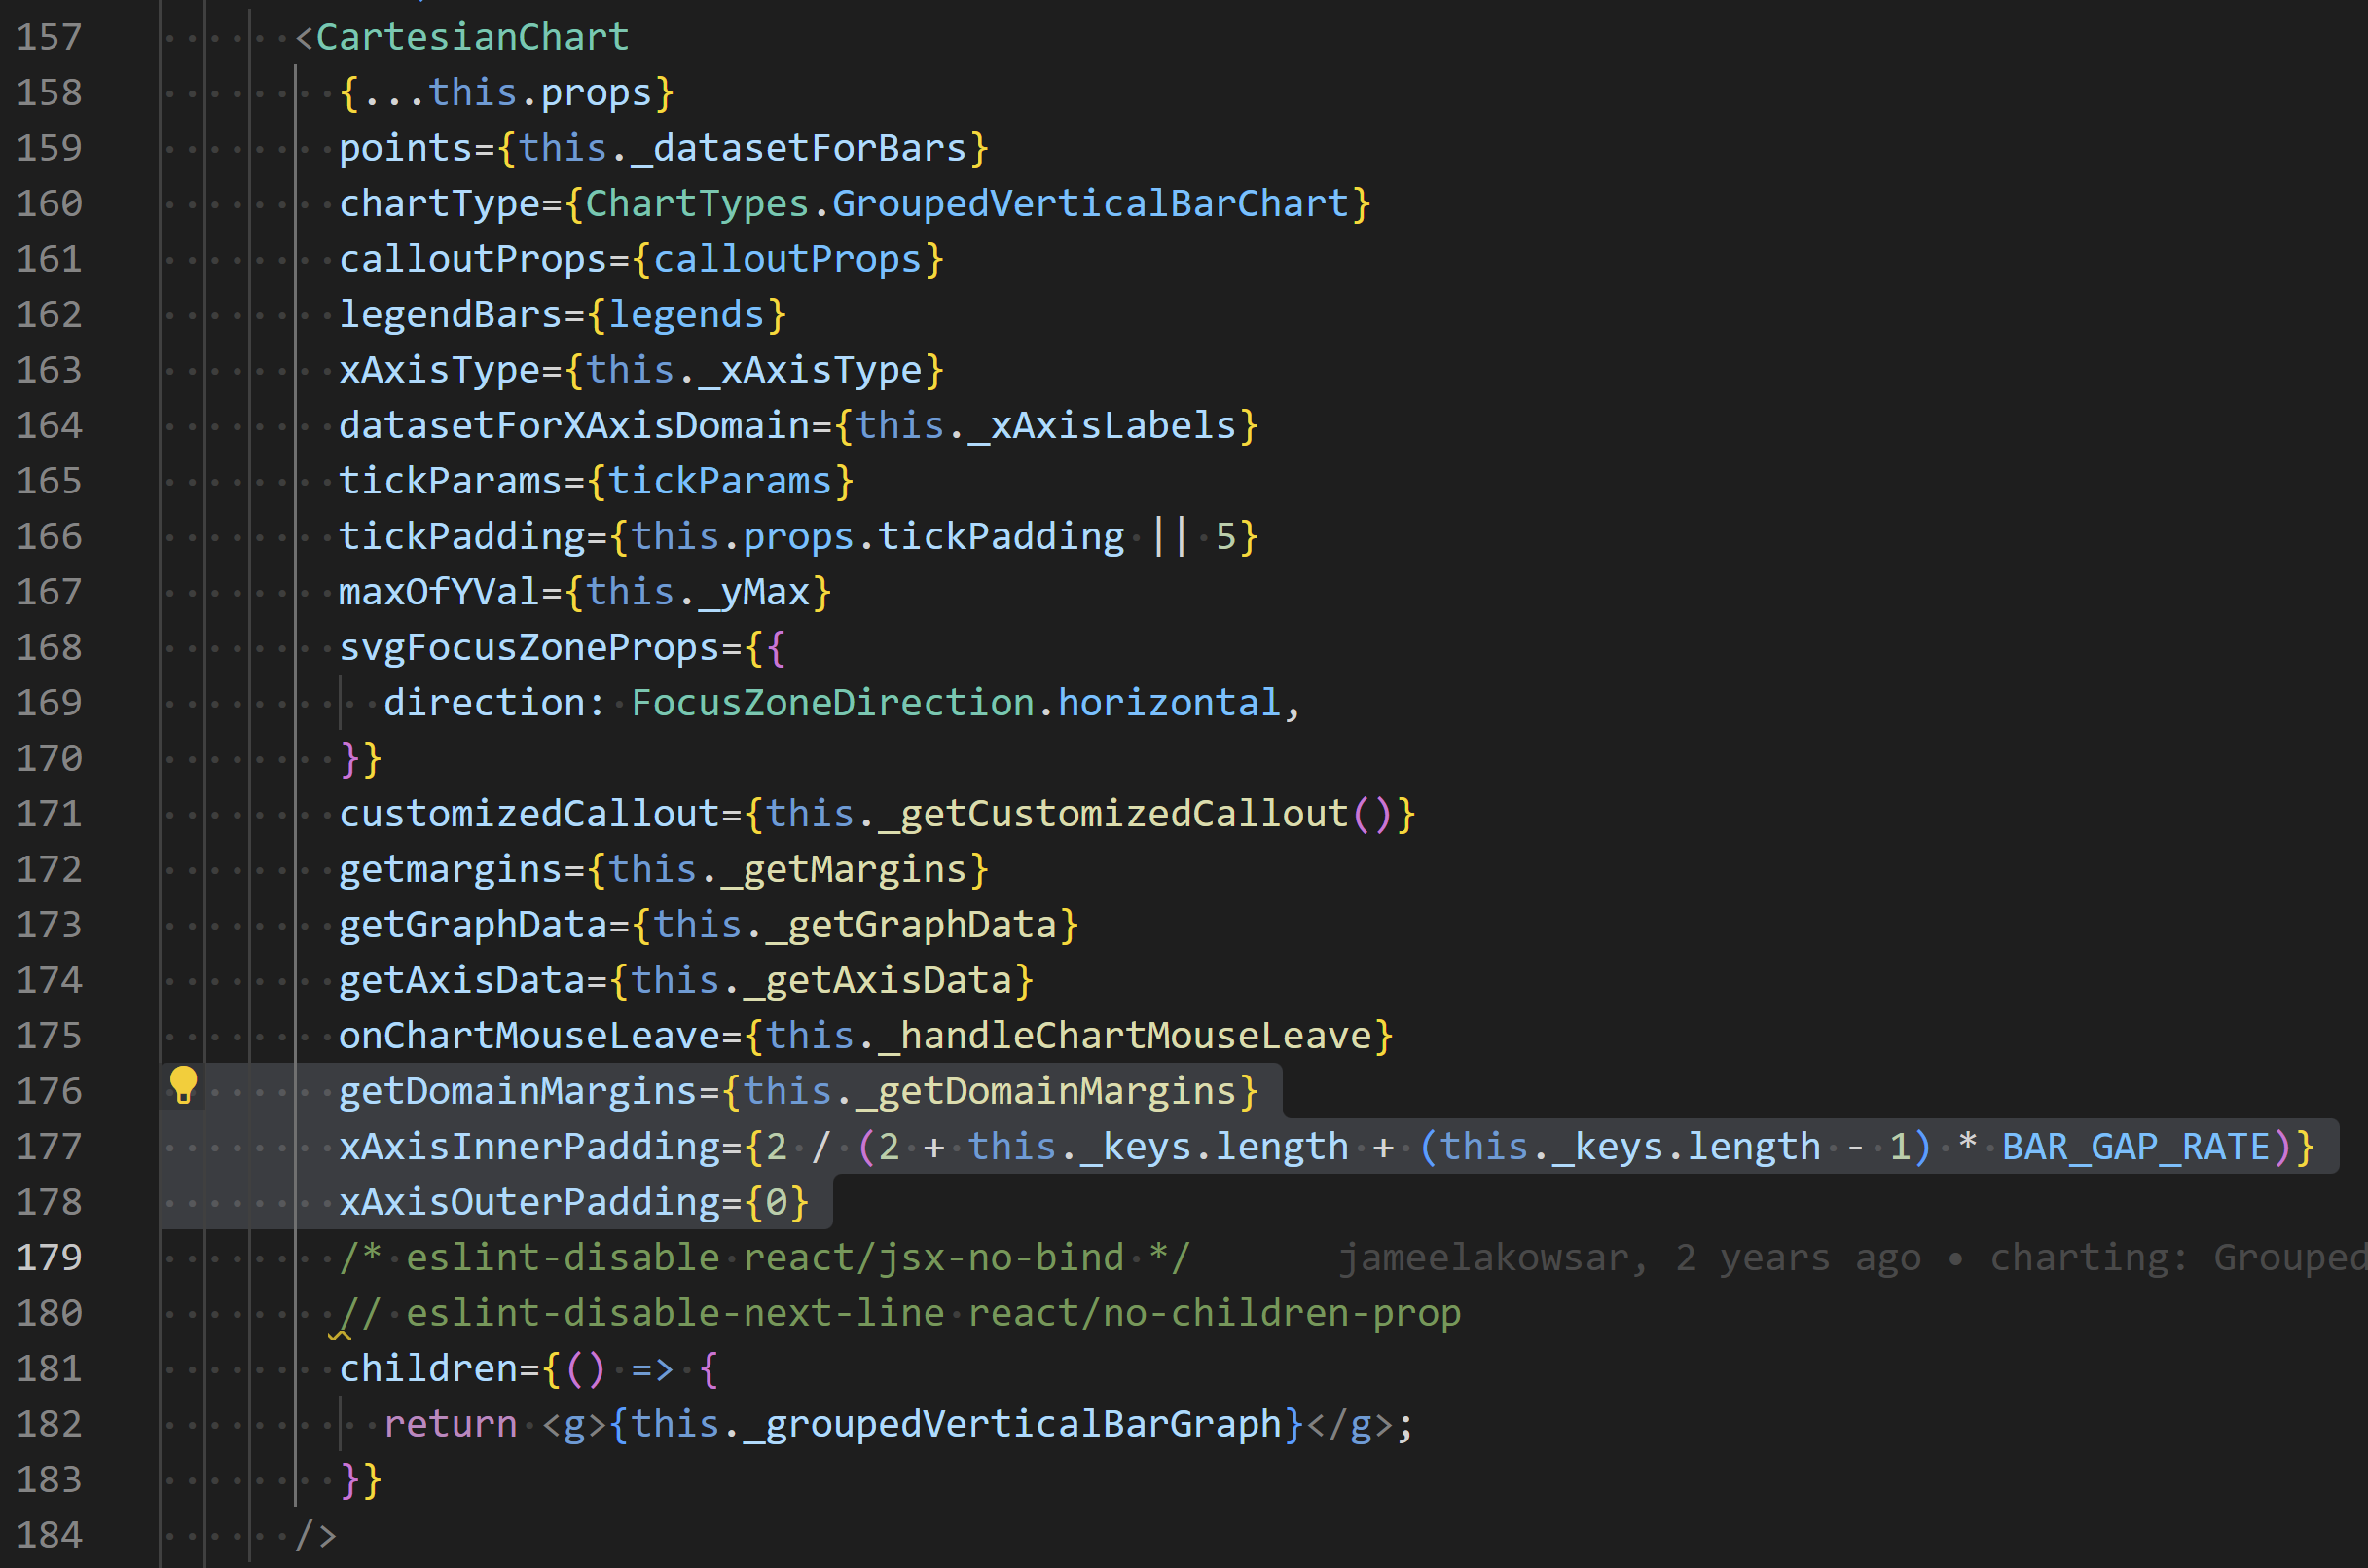 157 <CartesianChart
158 {...this.props}
159 points={this._datasetForBars}
160 chartType={ChartTypes.GroupedVerticalBarChart}
161 calloutProps={calloutProps}
162 legendBars={legends}
163 xAxisType={this._xAxisType}
164 datasetForXAxisDomain={this._xAxisLabels}
165 tickParams={tickParams}
166 tickPadding={this.props.tickPadding || 5}
167 maxOfYVal={this._yMax}
168 svgFocusZoneProps={{
169 direction: FocusZoneDirection.horizontal,
170 }}
171 customizedCallout={this._getCustomizedCallout()}
172 getmargins={this._getMargins}
173 getGraphData={this._getGraphData}
174 getAxisData={this._getAxisData}
175 onChartMouseLeave={this._handleChartMouseLeave}
176 getDomainMargins={this._getDomainMargins}
177 xAxisInnerPadding={2 / (2 + this._keys.length + (this._keys.length - 1) * BAR_GAP_RATE)}
178 xAxisOuterPadding={0}
179 /* eslint-disable react/jsx-no-bind */ jameelakowsar, 2 years ago • charting: Grouped
180 // eslint-disable-next-line react/no-children-prop
181 children={() => {
182 return <g>{this._groupedVerticalBarGraph}</g>;
183 }}
184 />